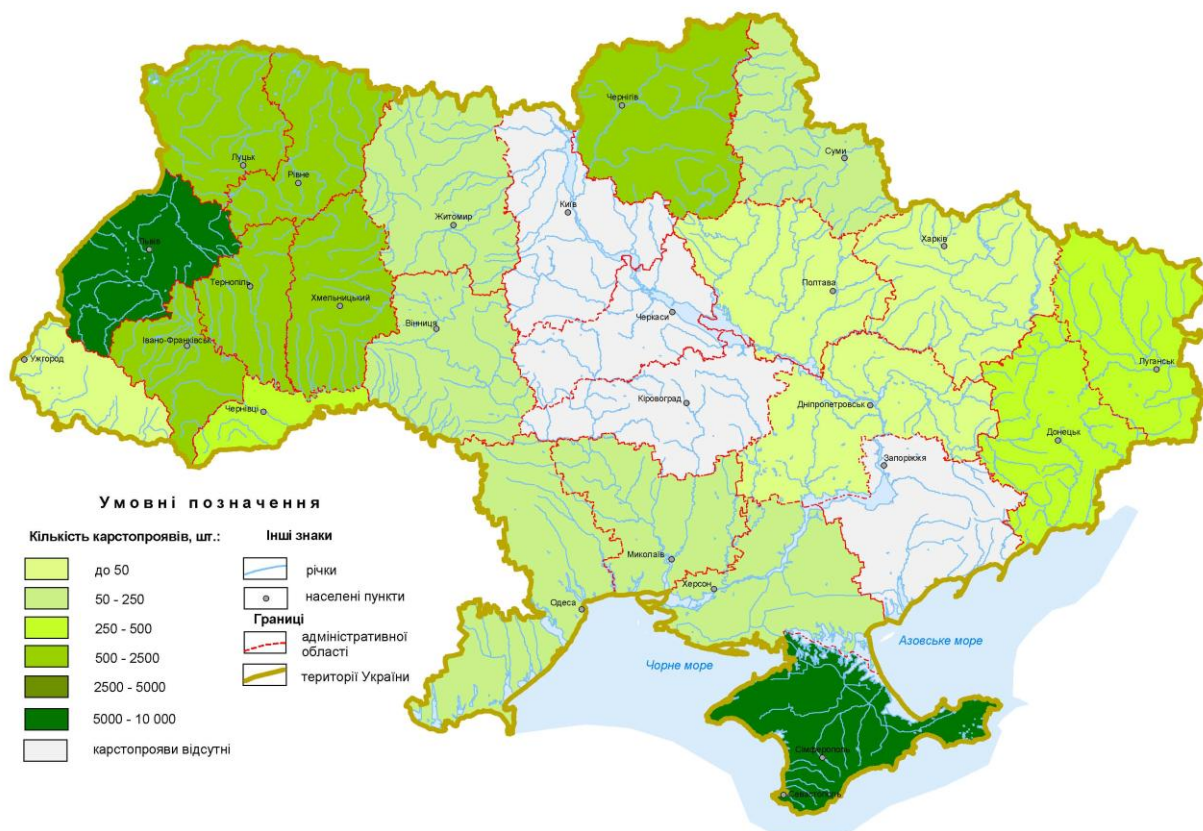 Чернігів
Суми
Луцьк
Рівне
Київ
Житомир
Харків
Львів
Тернопіль
Хмельницький
Полтава
Черкаси
Вінниця
Івано-Франківськ
Ужгород
Луганськ
Кіровоград
Дніпропетровськ
Чернівці
Донецьк
Запоріжжя
Миколаїв
Херсон
Одеса
Азовське море
Чорне море
Сімферополь
Севастополь
Умовні позначення
Кількість карстопроявів, шт.:
до 50
50 - 250
250 - 500
500 - 2500
2500 - 5000
5000 - 10 000
карстопрояви відсутні
Інші знаки
річки
населені пункти
Границі
адміністративної
області
території України